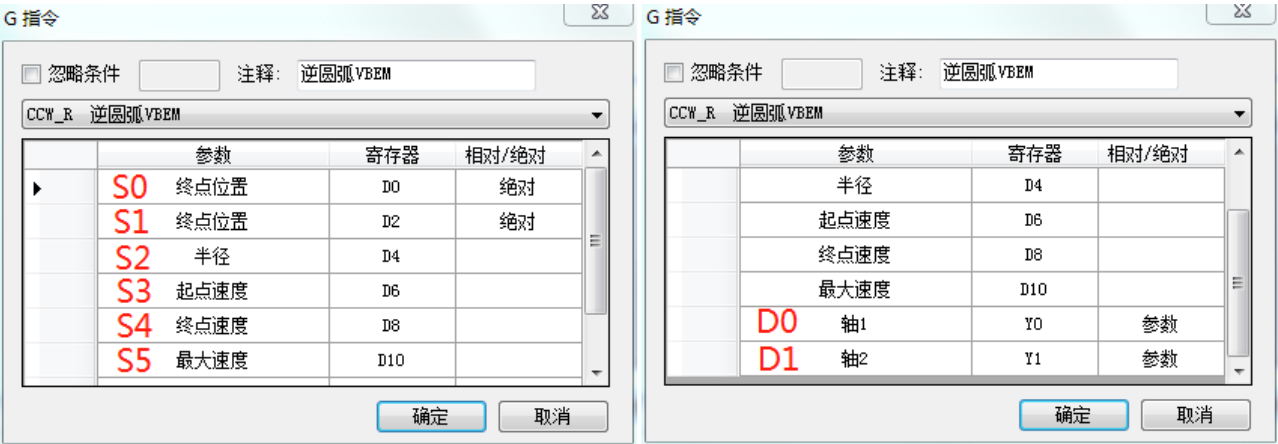 G 指令
忽略条件 注释: 逆圆弧VBEM
CCW_R 逆圆弧VBEM
参数 寄存器 相对/绝对
S0 终点位置 D0 绝对
S1 终点位置 D2 绝对
S2 半径 D4
S3 起点速度 D6
S4 终点速度 D8
S5 最大速度 D10
确定 取消
G 指令
忽略条件 注释: 逆圆弧VBEM
CCW_R 逆圆弧VBEM
参数 寄存器 相对/绝对
半径 D4
起点速度 D6
终点速度 D8
最大速度 D10
D0 轴1 Y0 参数
D1 轴2 Y1 参数
确定 取消